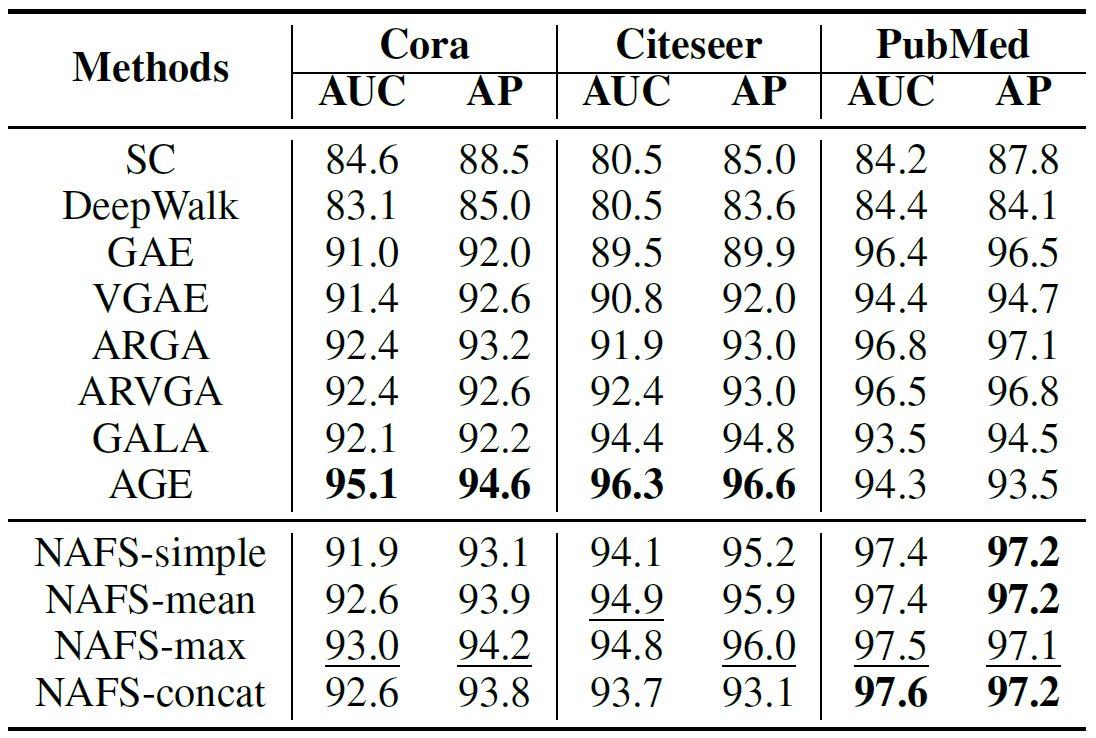 Methods Cora Citeseer PubMed
AUC AP AUC AP AUC AP
SC 84.6 88.5 80.5 85.0 84.2 87.8
DeepWalk 83.1 85.0 80.5 83.6 84.4 84.1
GAE 91.0 92.0 89.5 89.9 96.4 96.5
VGAE 91.4 92.6 90.8 92.0 94.4 94.7
ARGA 92.4 93.2 91.9 93.0 96.8 97.1
ARVGA 92.4 92.6 92.4 93.0 96.5 96.8
GALA 92.1 92.2 94.4 94.8 93.5 94.5
AGE 95.1 94.6 96.3 96.6 94.3 93.5
NAFS-simple 91.9 93.1 94.1 95.2 97.4 97.2
NAFS-mean 92.6 93.9 94.9 95.9 97.4 97.2
NAFS-max 93.0 94.2 94.8 96.0 97.5 97.1
NAFS-concat 92.6 93.8 93.7 93.1 97.6 97.2